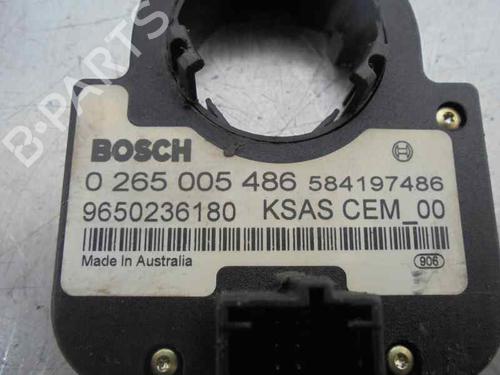 B-PARTS
BOSCH
0 265 005 486 584197486
9650236180 KSAS CEM_00
Made In Australia
906